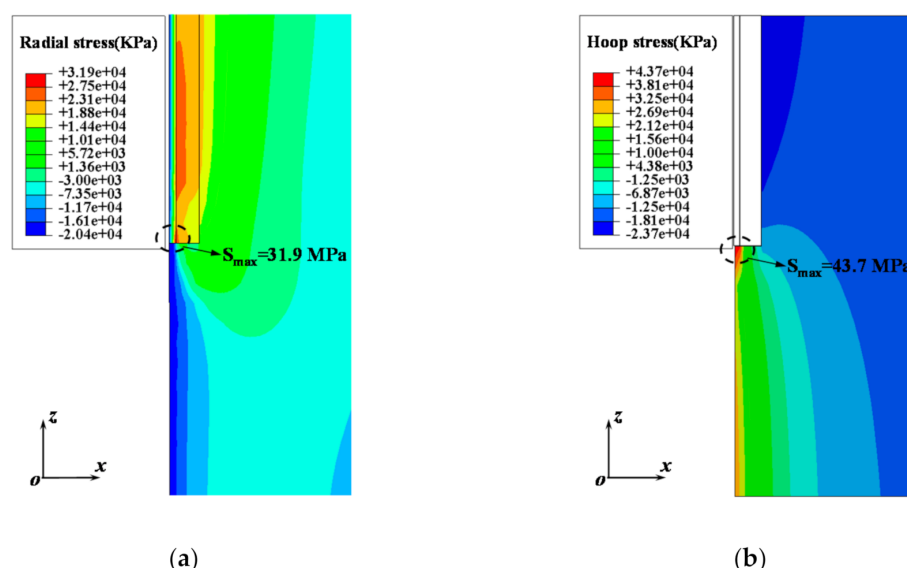 Radial stress(KPa)
+3.19e+04
+2.75e+04
+2.31e+04
+1.88e+04
+1.44e+04
+1.01e+04
+5.72e+03
+1.36e+03
-3.00e+03
-7.35e+03
-1.17e+04
-1.61e+04
-2.04e+04
Smax=31.9 MPa
z
o
x
(a)
Hoop stress(KPa)
+4.37e+04
+3.81e+04
+3.25e+04
+2.69e+04
+2.12e+04
+1.56e+04
+1.00e+04
+4.38e+03
-1.25e+03
-6.87e+03
-1.25e+04
-1.81e+04
-2.37e+04
Smax=43.7 MPa
z
o
x
(b)